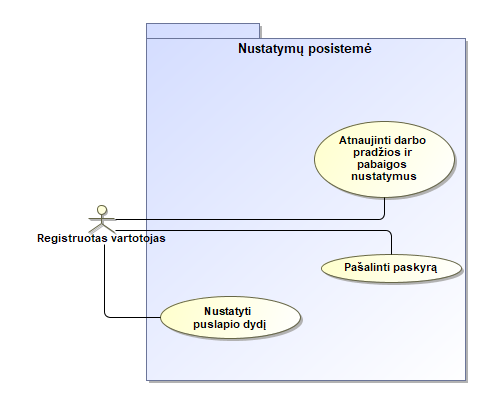 Nustatymų posistemė
Atnaujinti darbo
pradžios ir
pabaigos
nustatymus
Registruotas vartotojas
Pašalinti paskyrą
Nustatyti
puslapio dydį